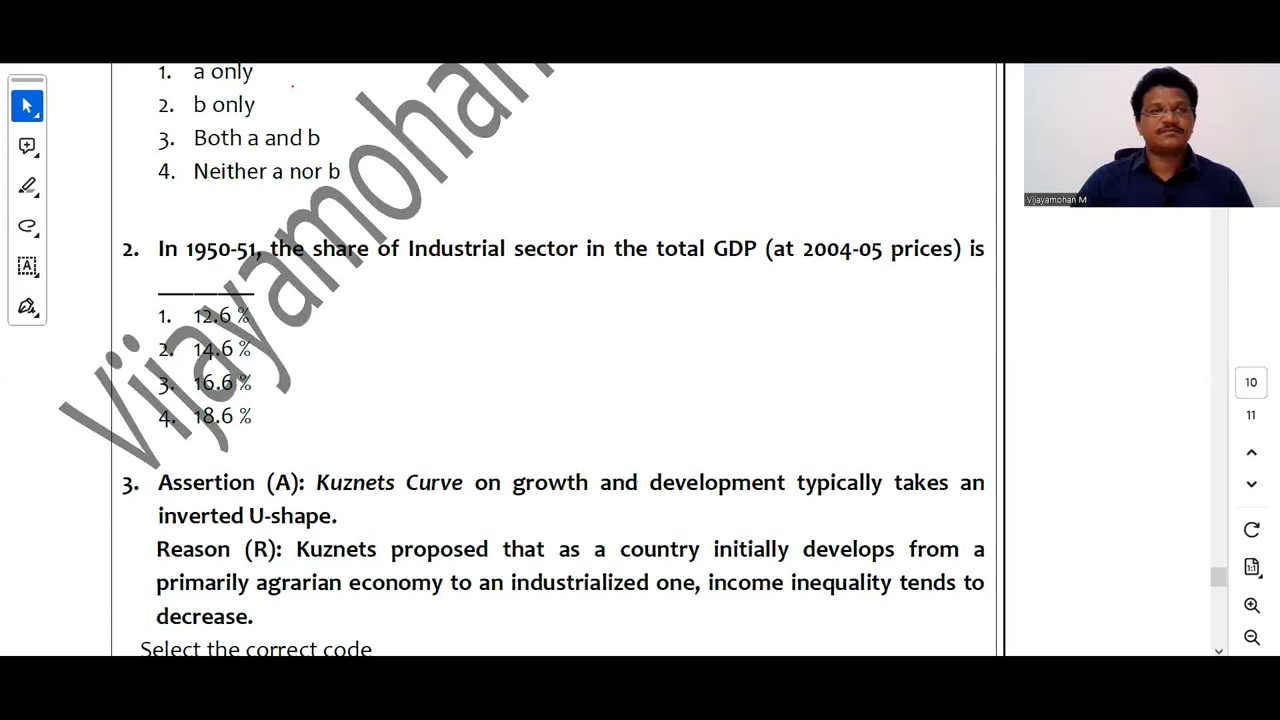 1. a only
2. b only
3. Both a and b
4. Neither a nor b
2. In 1950-51, the share of Industrial sector in the total GDP (at 2004-05 prices) is
________
1. 12.6 %
2. 14.6 %
3. 16.6 %
4. 18.6 %
3. Assertion (A): Kuznets Curve on growth and development typically takes an
inverted U-shape.
Reason (R): Kuznets proposed that as a country initially develops from a
primarily agrarian economy to an industrialized one, income inequality tends to
decrease.
Select the correct code
Vijayamohan
Vijayamohan M
10
11
1:1
A